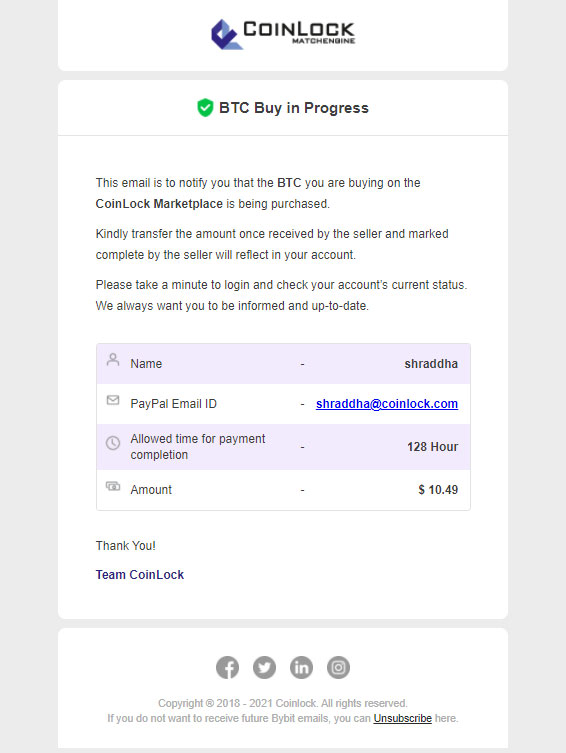 COINLOCK
MATCHENGINE
BTC Buy in Progress
This email is to notify you that the BTC you are buying on the
CoinLock Marketplace is being purchased.
Kindly transfer the amount once received by the seller and marked
complete by the seller will reflect in your account.
Please take a minute to login and check your account's current status.
We always want you to be informed and up-to-date.
Name - shraddha
PayPal Email ID - shraddha@coinlock.com
Allowed time for payment
completion - 128 Hour
Amount - $ 10.49
Thank You!
Team CoinLock
Copyright ® 2018 - 2021 Coinlock. All rights reserved.
If you do not want to receive future Bybit emails, you can Unsubscribe here.